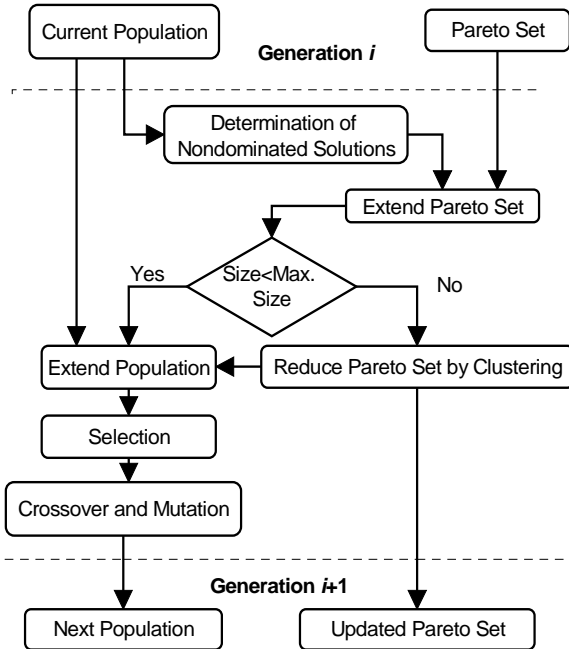 Current Population
Pareto Set
Generation i
Determination of
Nondominated Solutions
Extend Pareto Set
Size<Max.
Size
Yes
No
Extend Population
Reduce Pareto Set by Clustering
Selection
Crossover and Mutation
Generation i+1
Next Population
Updated Pareto Set